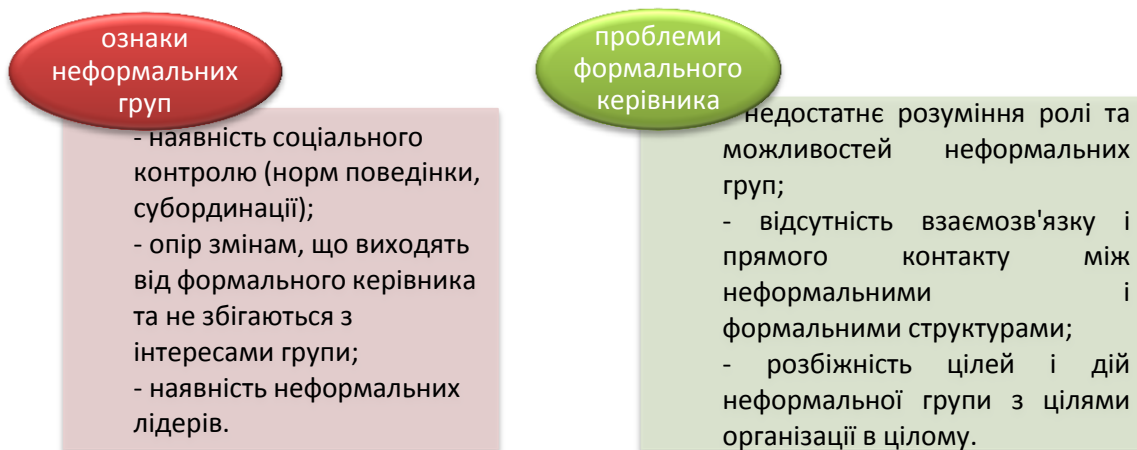 ознаки
неформальних
груп
- наявність соціального
контролю (норм поведінки,
субординації);
- опір змінам, що виходять
від формального керівника
та не збігаються з
інтересами групи;
- наявність неформальних
лідерів.
проблеми
формального
керівника
недостатнє розуміння ролі та
можливостей неформальних
груп;
- відсутність взаємозв'язку і
прямого контакту між
неформальними і
формальними структурами;
- розбіжність цілей і дій
неформальної групи з цілями
організації в цілому.